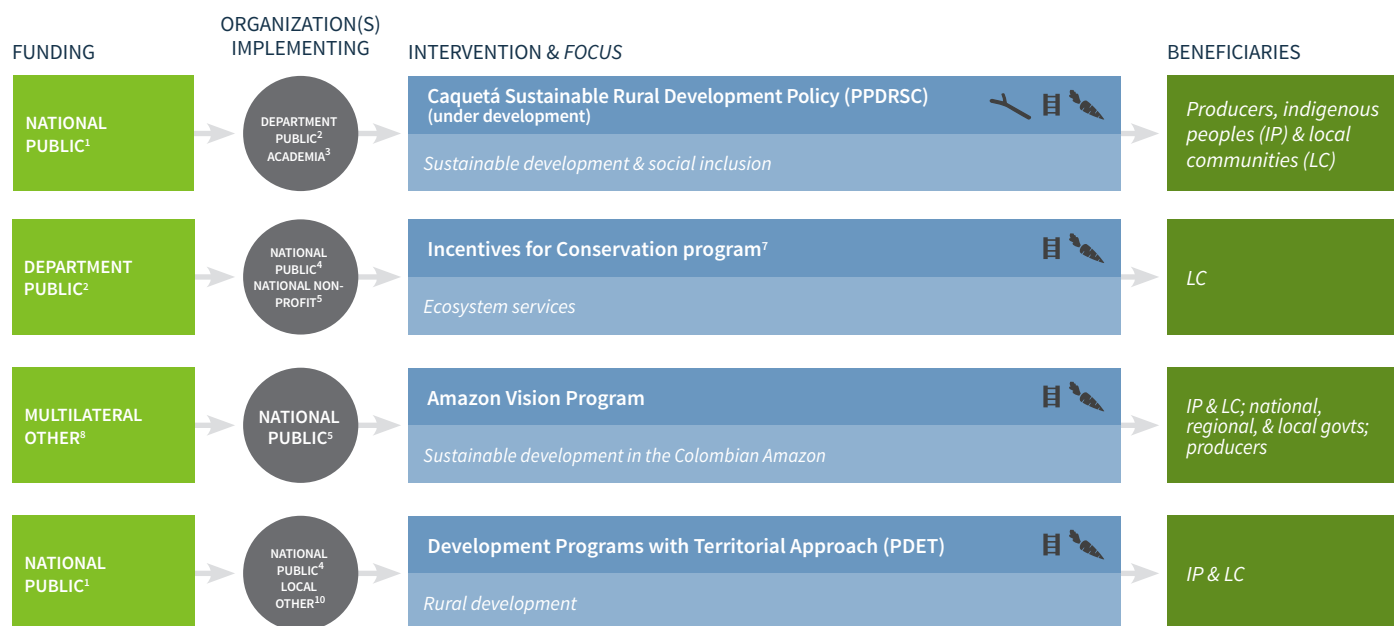 FUNDING
ORGANIZATION(S)
IMPLEMENTING
INTERVENTION & FOCUS
BENEFICIARIES
NATIONAL
PUBLIC¹
DEPARTMENT
PUBLIC²
ACADEMIA³
Caquetá Sustainable Rural Development Policy (PPDRSC)
(under development)
Sustainable development & social inclusion
Producers, indigenous
peoples (IP) & local
communities (LC)
DEPARTMENT
PUBLIC²
NATIONAL
PUBLIC⁴
NATIONAL NON-
PROFIT⁵
Incentives for Conservation program⁷
Ecosystem services
LC
MULTILATERAL
OTHER⁸
NATIONAL
PUBLIC⁵
Amazon Vision Program
Sustainable development in the Colombian Amazon
IP & LC; national,
regional, & local govts;
producers
NATIONAL
PUBLIC¹
NATIONAL
PUBLIC⁴
LOCAL
OTHER¹⁰
Development Programs with Territorial Approach (PDET)
Rural development
IP & LC